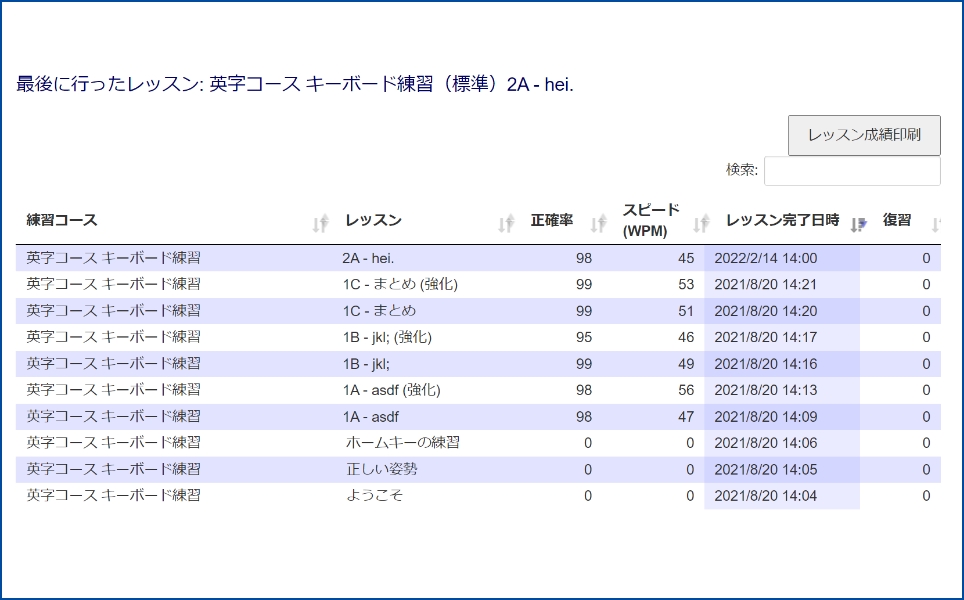 最後に行ったレッスン: 英字コース キーボード練習（標準）2A - hei.
レッスン成績印刷
検索:
練習コース レッスン 正確率 スピード (WPM) レッスン完了日時 復習
英字コース キーボード練習 2A - hei. 98 45 2022/2/14 14:00 0
英字コース キーボード練習 1C - まとめ (強化) 99 53 2021/8/20 14:21 0
英字コース キーボード練習 1C - まとめ 99 51 2021/8/20 14:20 0
英字コース キーボード練習 1B - jkl; (強化) 95 46 2021/8/20 14:17 0
英字コース キーボード練習 1B - jkl; 99 49 2021/8/20 14:16 0
英字コース キーボード練習 1A - asdf (強化) 98 56 2021/8/20 14:13 0
英字コース キーボード練習 1A - asdf 98 47 2021/8/20 14:09 0
英字コース キーボード練習 ホームキーの練習 0 0 2021/8/20 14:06 0
英字コース キーボード練習 正しい姿勢 0 0 2021/8/20 14:05 0
英字コース キーボード練習 ようこそ 0 0 2021/8/20 14:04 0